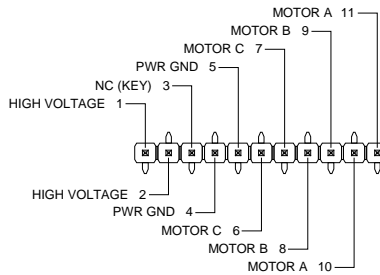 MOTOR A 11
MOTOR B 9
MOTOR C 7
PWR GND 5
NC (KEY) 3
HIGH VOLTAGE 1
HIGH VOLTAGE 2
PWR GND 4
MOTOR C 6
MOTOR B 8
MOTOR A 10